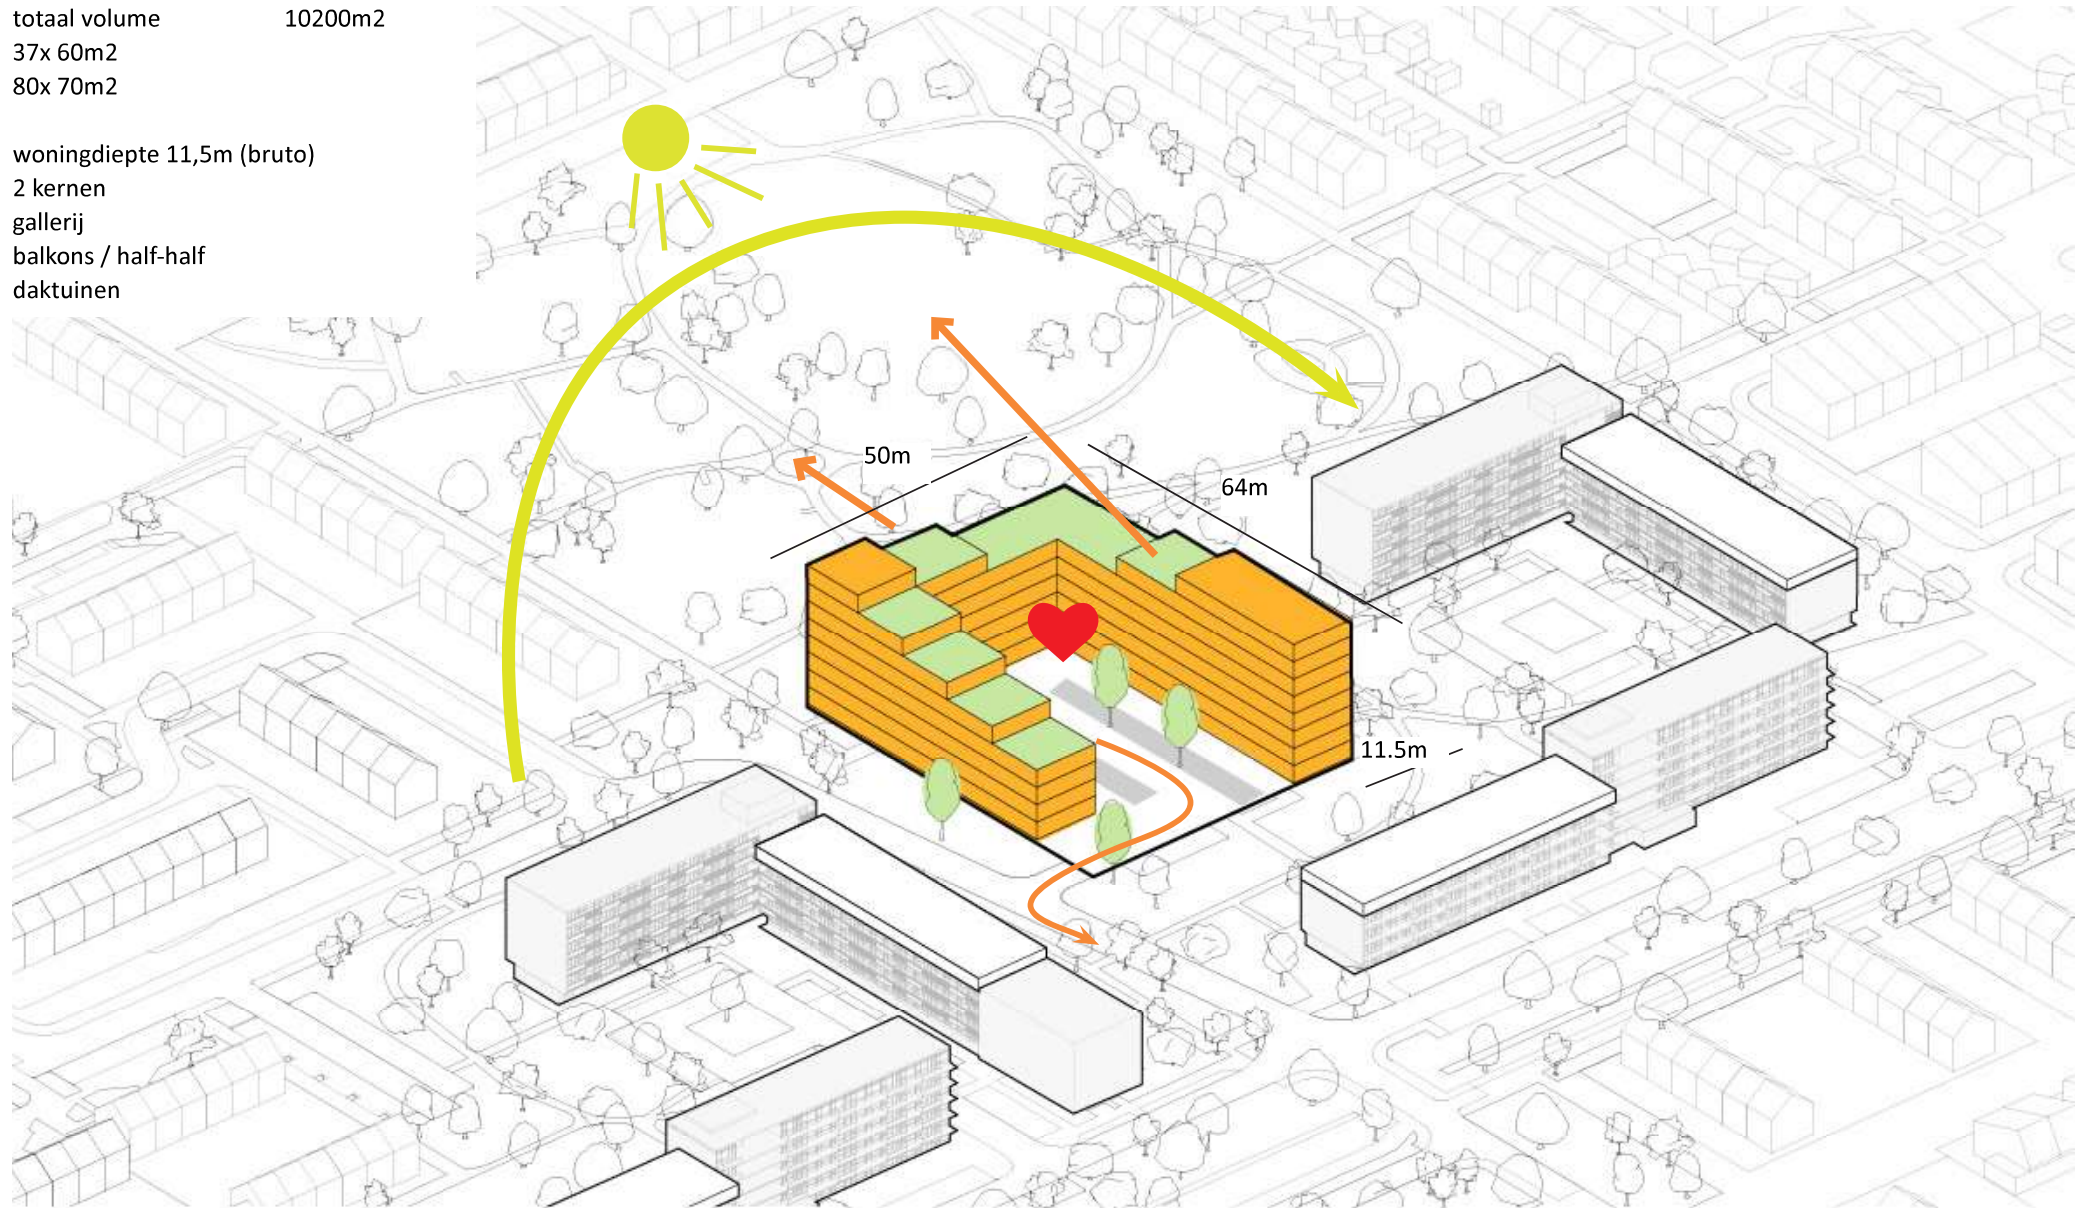 totaal volume 10200m2
37x 60m2
80x 70m2
woningdiepte 11,5m (bruto)
2 kernen
gallerij
balkons / half-half
daktuinen
50m
64m
11.5m